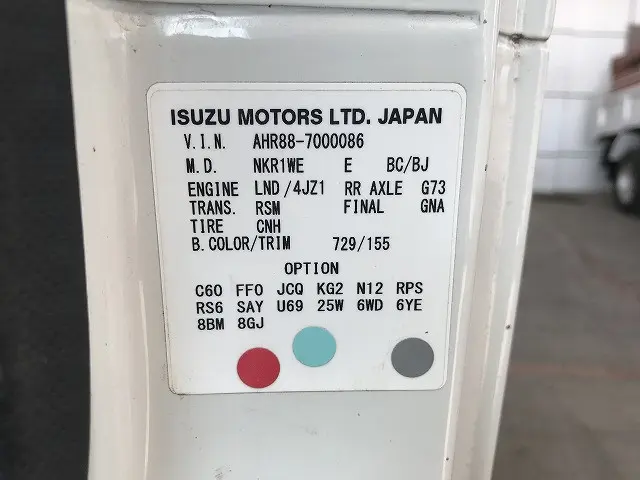 ISUZU MOTORS LTD. JAPAN
V.I.N. AHR88-7000086
M.D. NKR1WE E BC/BJ
ENGINE LND/4JZ1 RR AXLE G73
TRANS. RSM FINAL GNA
TIRE CNH
B.COLOR/TRIM 729/155
OPTION
C60 FF0 JCQ KG2 N12 RPS
RS6 SAY U69 25W 6WD 6YE
8BM 8GJ